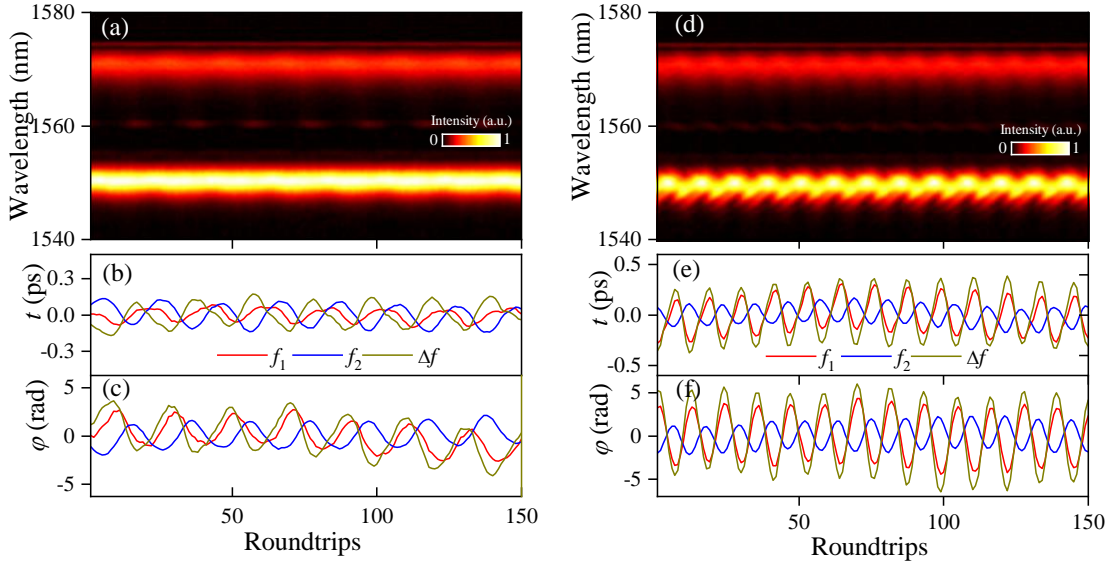 (a)
1580
Wavelength (nm)
1560
1540
Intensity (a.u.)
0 1
(b)
0.3
0.0
-0.3
t (ps)
f₁ f₂ Δf
(c)
5
0
-5
φ (rad)
50 100 150
Roundtrips
(d)
1580
Wavelength (nm)
1560
1540
Intensity (a.u.)
0 1
(e)
0.5
0.0
-0.5
t (ps)
f₁ f₂ Δf
(f)
5
0
-5
φ (rad)
50 100 150
Roundtrips